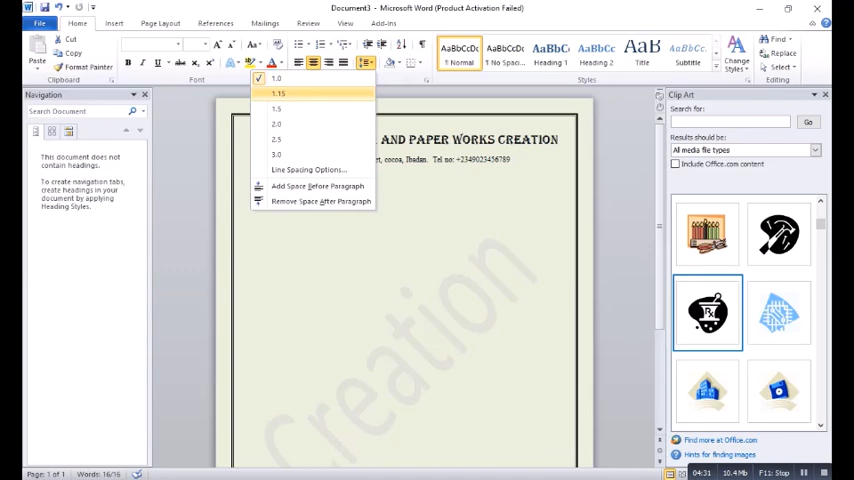 Document3 - Microsoft Word (Product Activation Failed)
File Home Insert Page Layout References Mailings Review View Add-Ins
Cut
Copy
Format Painter
Paste
Clipboard
Font
AaBbCcDc AaBbCcDc AaBbCc AaBbCc AaB AaBbCc.
¶ Normal ¶ No Spaci... Heading 1 Heading 2 Title Subtitle
Change Styles
Styles
Find
Replace
Select
Editing
Navigation
Search Document
This document does not
contain headings.
To create navigation tabs,
create headings in your
document by applying
Heading Styles.
1.0
1.15
1.5
2.0
2.5
3.0
Line Spacing Options...
Add Space Before Paragraph
Remove Space After Paragraph
AND PAPER WORKS CREATION
et, cocoa, Ibadan. Tel no: +2349023456789
Creation
Clip Art
Search for:
Go
Results should be:
All media file types
Include Office.com content
Rx
Find more at Office.com
Hints for finding images
Page: 1 of 1 Words: 16/16
04:31 10.4 Mb F11: Stop